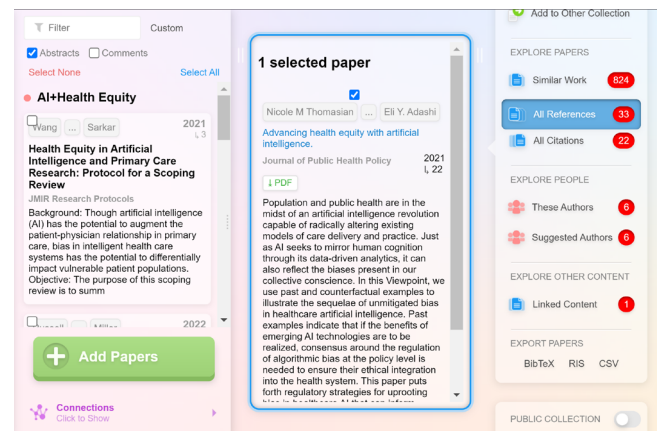 Filter
Custom
Abstracts
Comments
Select None
Select All
AI+Health Equity
Wang
...
Sarkar
2021
3
Health Equity in Artificial
Intelligence and Primary Care
Research: Protocol for a Scoping
Review
JMIR Research Protocols
Background: Though artificial intelligence
(AI) has the potential to augment the
patient-physician relationship in primary
care, bias in intelligent health care
systems has the potential to differentially
impact vulnerable patient populations.
Objective: The purpose of this scoping
review is to summ
...
Miller
2022
Add Papers
Connections
Click to Show
1 selected paper
Nicole M Thomasian
...
Eli Y. Adashi
Advancing health equity with artificial
intelligence.
Journal of Public Health Policy
2021
22
PDF
Population and public health are in the
midst of an artificial intelligence revolution
capable of radically altering existing
models of care delivery and practice. Just
as AI seeks to mirror human cognition
through its data-driven analytics, it can
also reflect the biases present in our
collective conscience. In this Viewpoint, we
use past and counterfactual examples to
illustrate the sequelae of unmitigated bias
in healthcare artificial intelligence. Past
examples indicate that if the benefits of
emerging AI technologies are to be
realized, consensus around the regulation
of algorithmic bias at the policy level is
needed to ensure their ethical integration
into the health system. This paper puts
forth regulatory strategies for uprooting
bias in healthcare AI that can inform
Add to Other Collection
EXPLORE PAPERS
Similar Work
824
All References
33
All Citations
22
EXPLORE PEOPLE
These Authors
6
Suggested Authors
6
EXPLORE OTHER CONTENT
Linked Content
1
EXPORT PAPERS
BibTeX RIS CSV
PUBLIC COLLECTION